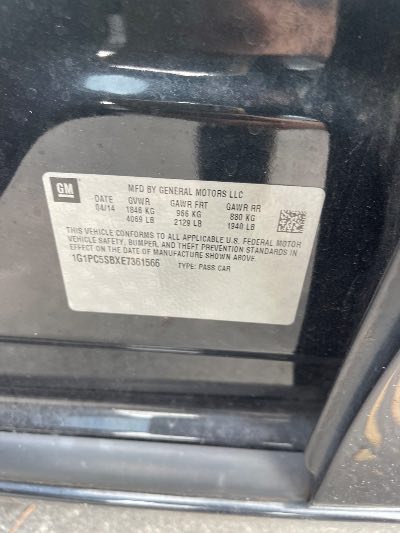 GM
MFD BY GENERAL MOTORS LLC
DATE GVWR GAWR FRT GAWR RR
04/14 1846 KG 966 KG 880 KG
4069 LB 2129 LB 1940 LB
THIS VEHICLE CONFORMS TO ALL APPLICABLE U.S. FEDERAL MOTOR
VEHICLE SAFETY, BUMPER, AND THEFT PREVENTION STANDARDS IN
EFFECT ON THE DATE OF MANUFACTURE SHOWN ABOVE.
1G1PC5SBXE7361566 TYPE: PASS CAR